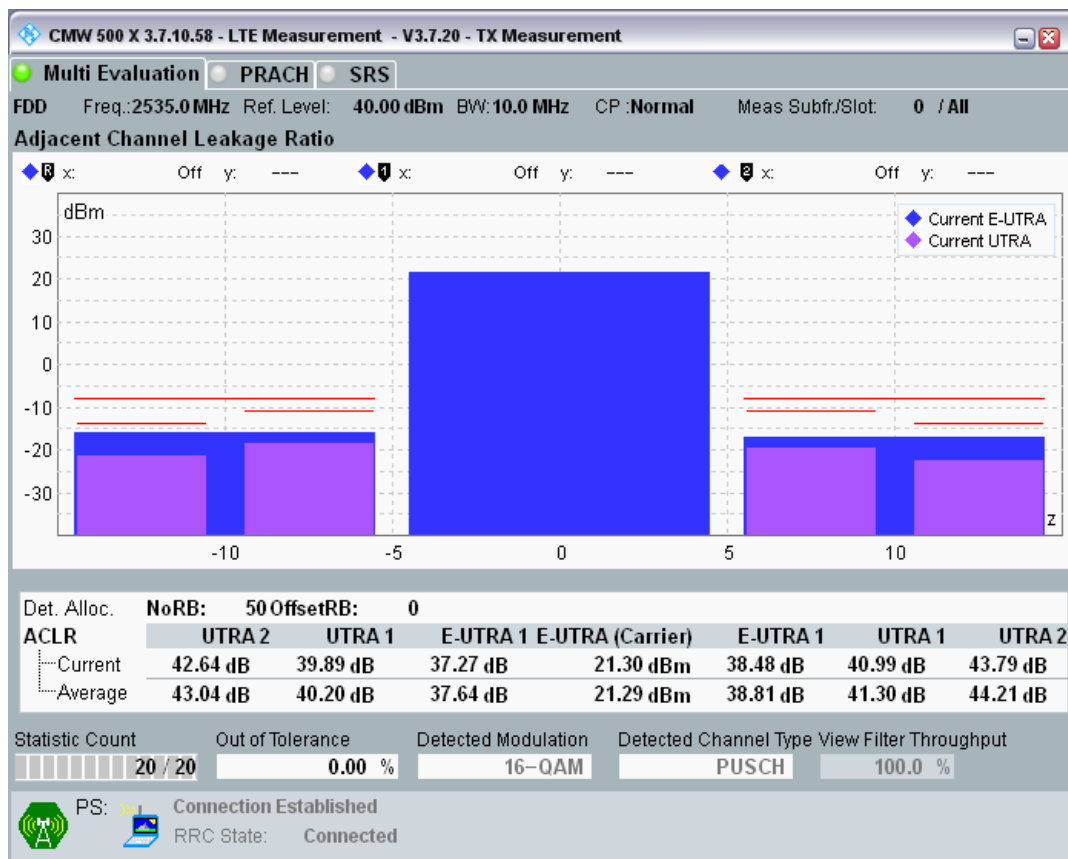 CMW 500 X 3.7.10.58 - LTE Measurement - V3.7.20 - TX Measurement
Multi Evaluation PRACH SRS
FDD Freq.:2535.0 MHz Ref. Level: 40.00 dBm BW:10.0 MHz CP :Normal Meas Subfr./Slot: 0 / All
Adjacent Channel Leakage Ratio
R x: Off y: --- 1 x: Off y: --- 2 x: Off y: ---
dBm
Current E-UTRA
Current UTRA
30
20
10
0
-10
-20
-30
z
-10 -5 0 5 10
Det. Alloc. NoRB: 50 OffsetRB: 0
ACLR UTRA 2 UTRA 1 E-UTRA 1 E-UTRA (Carrier) E-UTRA 1 UTRA 1 UTRA 2
Current 42.64 dB 39.89 dB 37.27 dB 21.30 dBm 38.48 dB 40.99 dB 43.79 dB
Average 43.04 dB 40.20 dB 37.64 dB 21.29 dBm 38.81 dB 41.30 dB 44.21 dB
Statistic Count Out of Tolerance Detected Modulation Detected Channel Type View Filter Throughput
20 / 20 0.00 % 16-QAM PUSCH 100.0 %
PS: Connection Established
RRC State: Connected